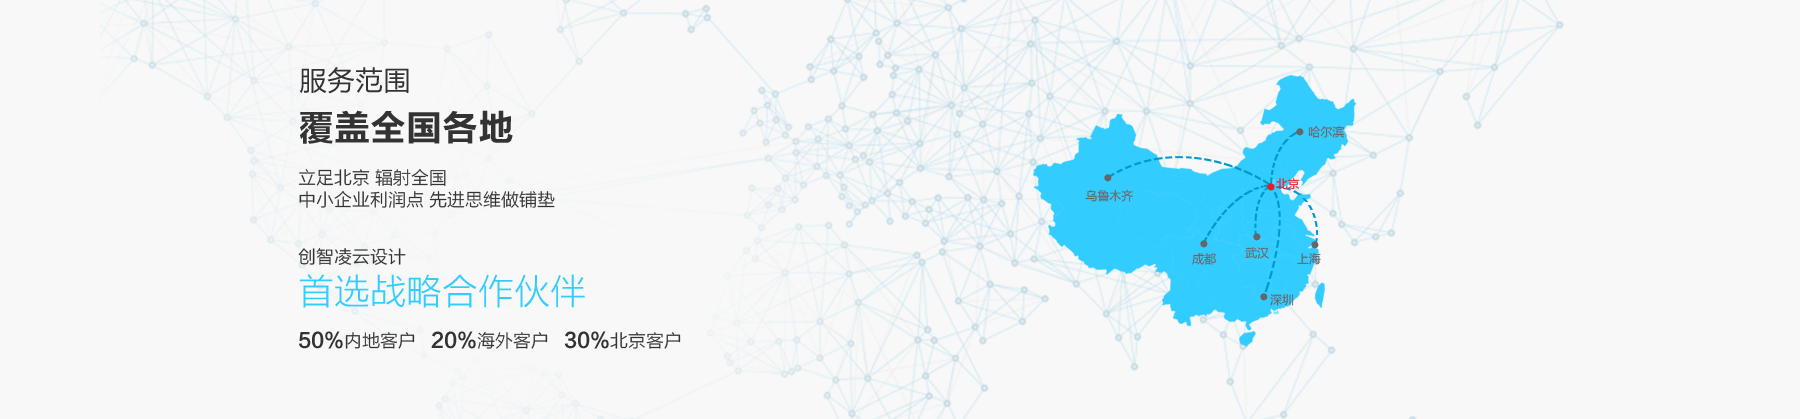 服务范围
覆盖全国各地
立足北京 辐射全国
中小企业利润点 先进思维做铺垫
创智凌云设计
首选战略合作伙伴
50%内地客户 20%海外客户 30%北京客户
哈尔滨
北京
乌鲁木齐
成都
武汉
上海
深圳